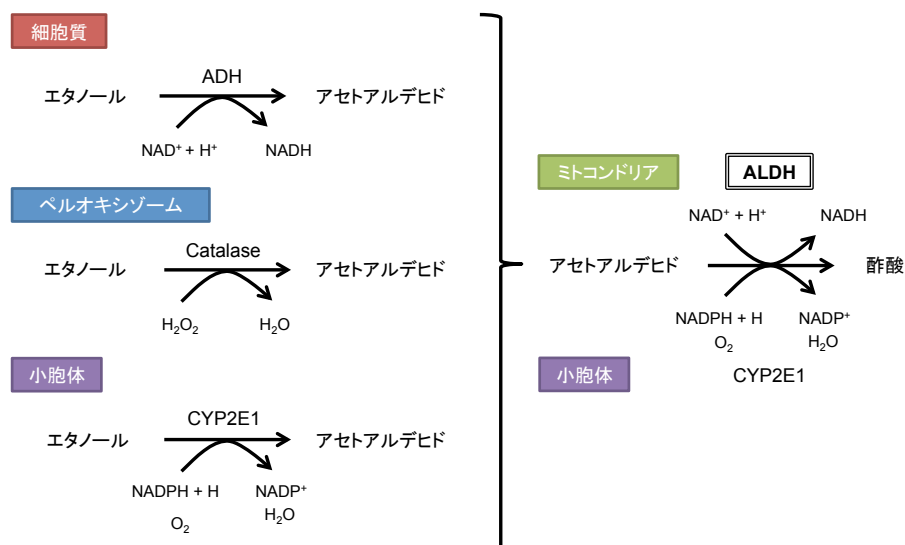 細胞質
ADH
エタノール
アセトアルデヒド
NAD⁺ + H⁺
NADH
ペルオキシゾーム
Catalase
エタノール
アセトアルデヒド
H₂O₂
H₂O
小胞体
CYP2E1
エタノール
アセトアルデヒド
NADPH + H
NADP⁺
O₂
H₂O
ミトコンドリア
ALDH
NAD⁺ + H⁺
NADH
アセトアルデヒド
酢酸
NADPH + H
NADP⁺
O₂
H₂O
小胞体
CYP2E1